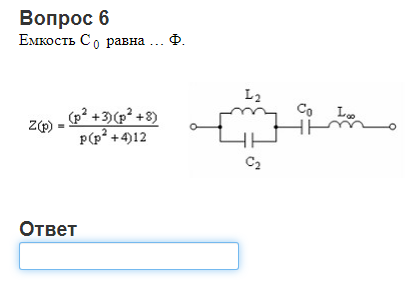 Вопрос 6
Емкость C₀ равна … Ф.
Z(p) = (p² +3)(p² +8) / p(p² +4)12
L₂
C₂
C₀
L∞
Ответ